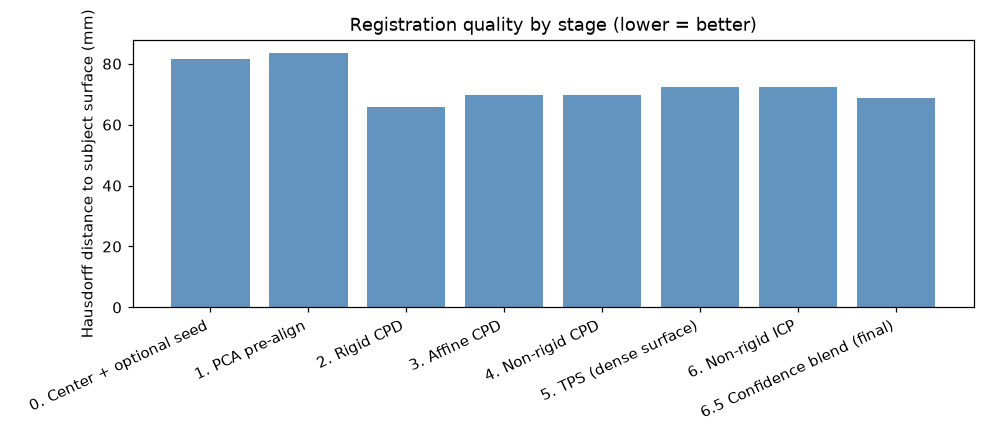 Registration quality by stage (lower = better)
Hausdorff distance to subject surface (mm)
80
60
40
20
0
0. Center + optional seed
1. PCA pre-align
2. Rigid CPD
3. Affine CPD
4. Non-rigid CPD
5. TPS (dense surface)
6. Non-rigid ICP
6.5 Confidence blend (final)